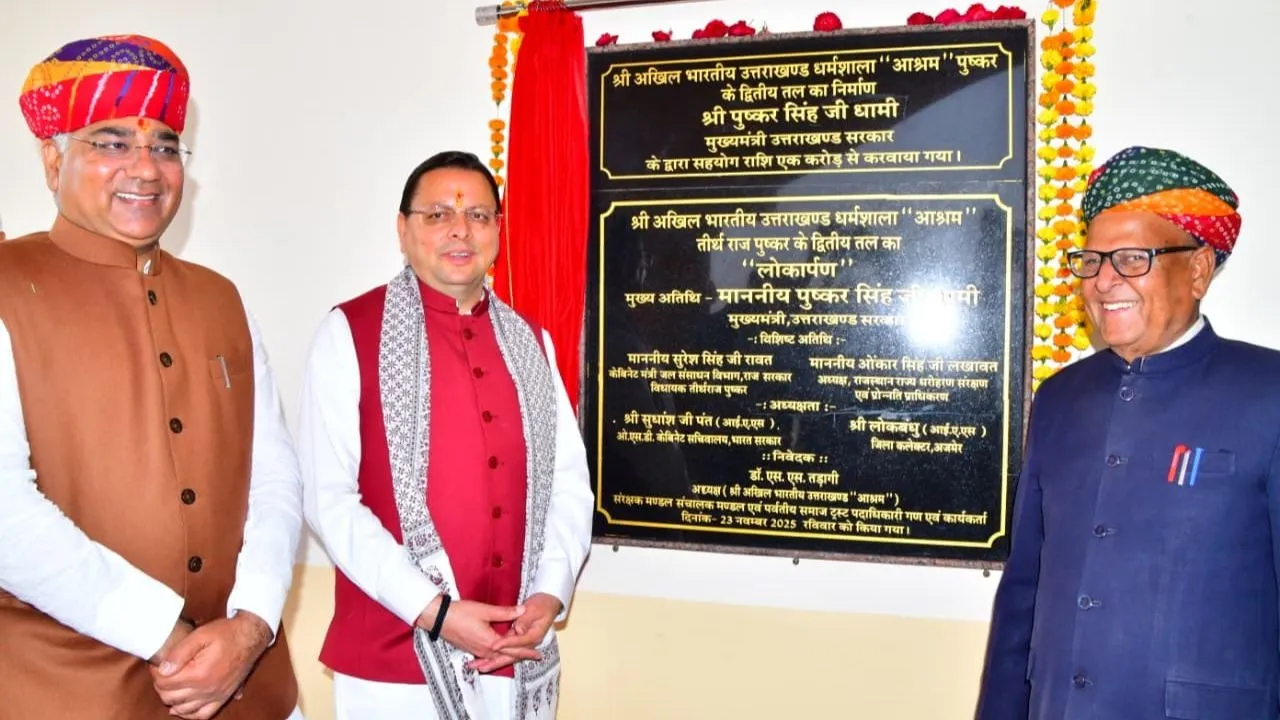 श्री अखिल भारतीय उत्तराखण्ड धर्मशाला "आश्रम" पुष्कर
के द्वितीय तल का निर्माण
श्री पुष्कर सिंह जी धामी
मुख्यमंत्री उत्तराखण्ड सरकार
के द्वारा सहयोग राशि एक करोड़ से करवाया गया।
श्री अखिल भारतीय उत्तराखण्ड धर्मशाला "आश्रम"
तीर्थ राज पुष्कर के द्वितीय तल का
"लोकार्पण"
मुख्य अतिथि - माननीय पुष्कर सिंह जी धामी
मुख्यमंत्री,उत्तराखण्ड सरकार
-: विशिष्ट अतिथि :-
माननीय सुरेश सिंह जी रावत
केबिनेट मंत्री जल संसाधन विभाग,राज सरकार
विधायक तीर्थराज पुष्कर
माननीय ओंकार सिंह जी लखावत
अध्यक्ष, राजस्थान राज्य धरोहरण संरक्षण
एवं प्रोन्नति प्राधिकरण
-: अध्यक्षता :-
श्री सुधांश जी पंत ( आई.ए.एस )
ओ.एस.डी. केबिनेट सचिवालय,भारत सरकार
श्री लोकबधु ( आई.ए.एस )
जिला कलेक्टर,अजमेर
:: निवेदक ::
डॉ. एस. एस. तड़ागी
अध्यक्ष ( श्री अखिल भारतीय उत्तराखण्ड "आश्रम" )
संरक्षक मण्डल संचालक मण्डल एवं पर्वतीय समाज ट्रस्ट पदाधिकारी गण एवं कार्यकर्ता
दिनांक- 23 नवम्बर 2025 रविवार को किया गया।